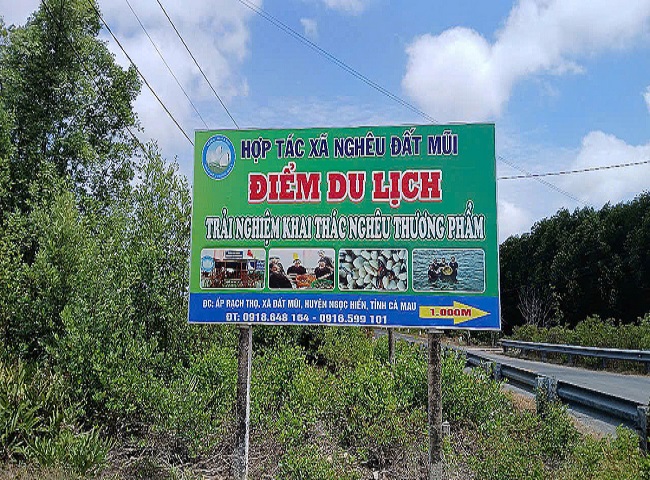 HỢP TÁC XÃ NGHÊU ĐẤT MŨI
ĐIỂM DU LỊCH
TRẢI NGHIỆM KHAI THÁC NGHÊU THƯƠNG PHẨM
ĐC: ẤP RẠCH THỌ, XÃ ĐẤT MŨI, HUYỆN NGỌC HIỂN, TỈNH CÀ MAU
ĐT: 0918.648 164 - 0916.599 101
1.000M